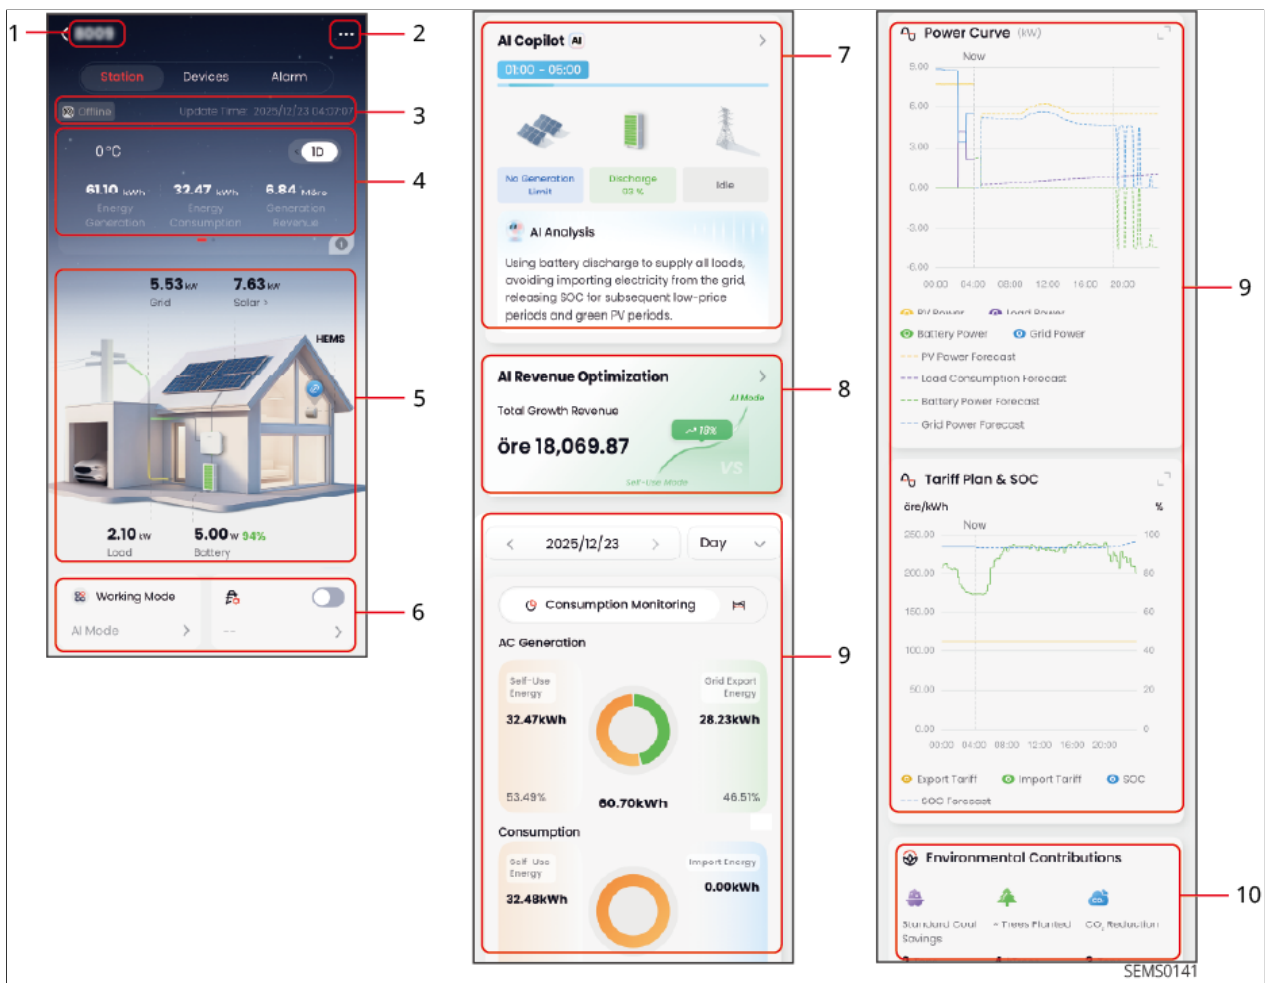 1
8009
2
Station Devices Alarm
3
Offline Update Time: 2025/12/23 04:07:07
4
0°C 1D
61.10 kWh 32.47 kWh 6.84
Energy Generation Energy Consumption Generation Revenue
5
5.53 kW 7.63 kW
Grid Solar >
HEMS
2.10 kW 5.00 W 94%
Load Battery
6
Working Mode
AI Mode > -- >
7
AI Copilot AI >
01:00 - 05:00
No Generation Limit Discharge 03 % Idle
AI Analysis
Using battery discharge to supply all loads,
avoiding importing electricity from the grid,
releasing SOC for subsequent low-price
periods and green PV periods.
8
AI Revenue Optimization >
Total Growth Revenue AI Mode
öre 18,069.87 18%
VS
Self-Use Mode
9
< 2025/12/23 > Day
Consumption Monitoring
AC Generation
Self-Use Energy Grid Export Energy
32.47kWh 28.23kWh
53.49% 60.70kWh 46.51%
Consumption
Self-Use Energy Import Energy
32.48kWh 0.00kWh
9
Power Curve (kW)
Now
9.00
6.00
3.00
0.00
-3.00
-6.00
00:00 04:00 08:00 12:00 16:00 20:00
PV Power Load Power
Battery Power Grid Power
PV Power Forecast
Load Consumption Forecast
Battery Power Forecast
Grid Power Forecast
Tariff Plan & SOC
öre/kWh %
Now
250.00 100
200.00 80
150.00 60
100.00 40
50.00 20
0.00 0
00:00 04:00 08:00 12:00 16:00 20:00
Export Tariff Import Tariff SOC
SOC Forecast
10
Environmental Contributions
Standard Coal Savings ≈ Trees Planted CO₂ Reduction
SEMS0141